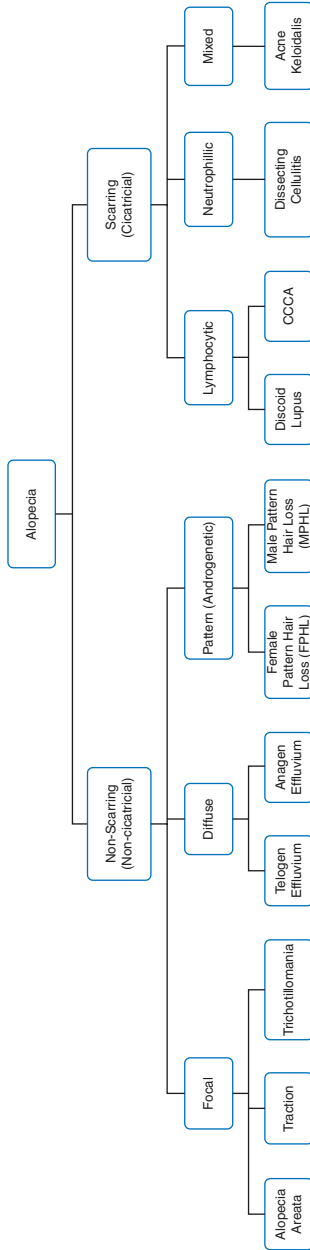 Alopecia
Non-Scarring
(Non-cicatricial)
Scarring
(Cicatricial)
Focal
Diffuse
Pattern (Androgenetic)
Lymphocytic
Neutrophillic
Mixed
Alopecia
Areata
Traction
Trichotillomania
Telogen
Effluvium
Anagen
Effluvium
Female
Pattern Hair
Loss (FPHL)
Male Pattern
Hair Loss
(MPHL)
Discoid
Lupus
CCCA
Dissecting
Cellulitis
Acne
Keloidalis